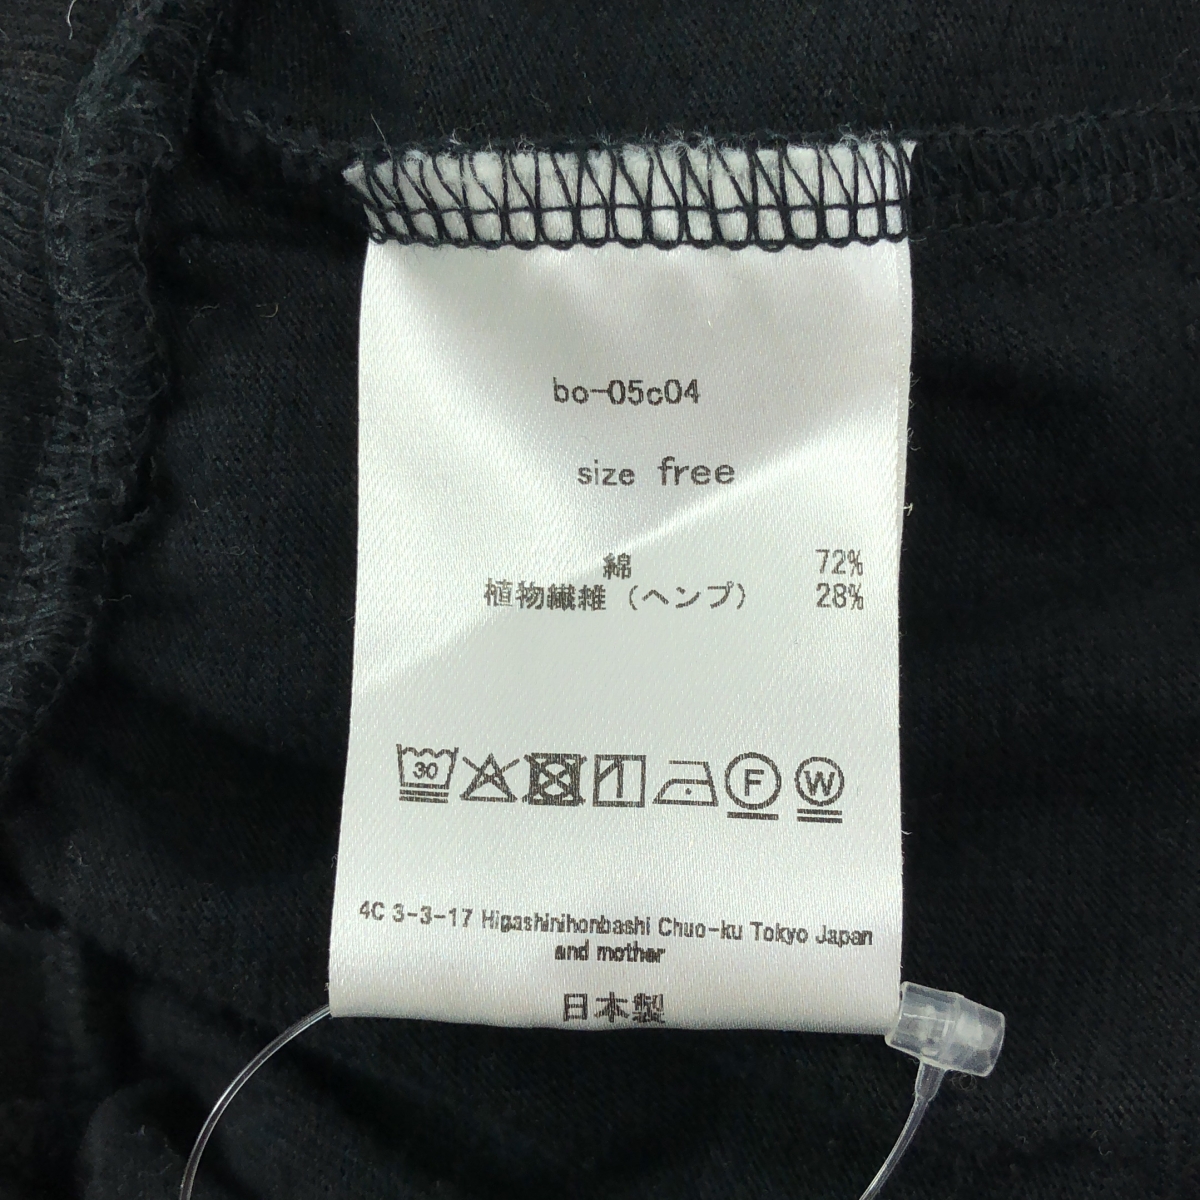 bo-05c04
size free
綿 72%
植物繊維（ヘンプ） 28%
30 F W
4C 3-3-17 Higashinihonbashi Chuo-ku Tokyo Japan
and mother
日本製